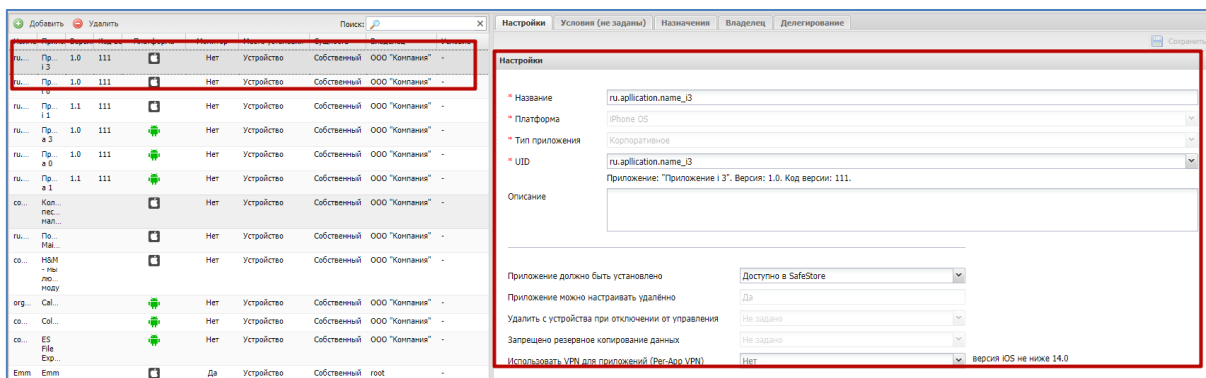 Добавить Удалить Поиск:
Настройки Условия (не заданы) Назначения Владелец Делегирование
Сохранить
Настройки
ru.... Пр... i 3 1.0 111 Нет Устройство Собственный ООО "Компания" -
ru.... Пр... 1.0 111 Нет Устройство Собственный ООО "Компания" -
ru.... Пр... i 1 1.1 111 Нет Устройство Собственный ООО "Компания" -
ru.... Пр... a 3 1.0 111 Нет Устройство Собственный ООО "Компания" -
ru.... Пр... a 0 1.0 111 Нет Устройство Собственный ООО "Компания" -
ru.... Пр... a 1 1.1 111 Нет Устройство Собственный ООО "Компания" -
co... Кол... пес... мал... Нет Устройство Собственный ООО "Компания" -
ru.... По... Mai... Нет Устройство Собственный ООО "Компания" -
co... H&M - мы лю... моду Нет Устройство Собственный ООО "Компания" -
org... Cal... Нет Устройство Собственный ООО "Компания" -
co... Col... Нет Устройство Собственный ООО "Компания" -
co... ES File Exp... Нет Устройство Собственный ООО "Компания" -
Emm Emm Да Устройство Собственный root -
* Название ru.apllication.name_i3
* Платформа iPhone OS
* Тип приложения Корпоративное
* UID ru.apllication.name_i3
Приложение: "Приложение i 3". Версия: 1.0. Код версии: 111.
Описание
Приложение должно быть установлено Доступно в SafeStore
Приложение можно настраивать удалённо Да
Удалить с устройства при отключении от управления Не задано
Запрещено резервное копирование данных Не задано
Использовать VPN для приложений (Per-App VPN) Нет версия iOS не ниже 14.0